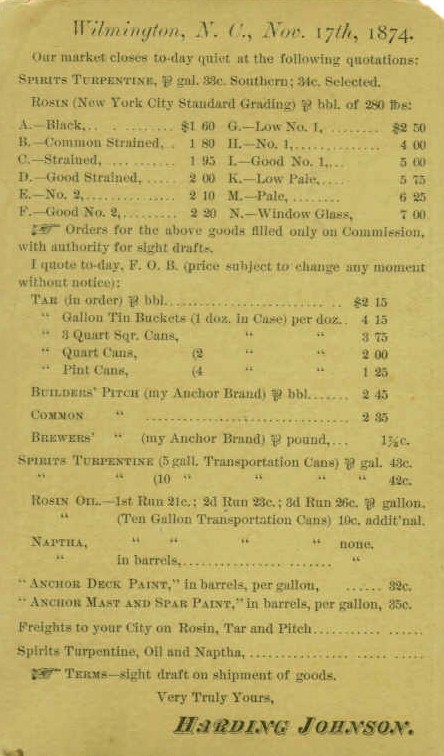 Wilmington, N. C., Nov. 17th, 1874.
Our market closes to-day quiet at the following quotations:
SPIRITS TURPENTINE, ⅌ gal. 33c. Southern; 34c. Selected.
ROSIN (New York City Standard Grading) ⅌ bbl. of 280 lbs:
A.—Black,.. . ......... $1 60 G.—Low No. 1, ........ $2 50
B.—Common Strained, . 1 80 H.—No. 1,............ 4 00
C.—Strained, .......... 1 95 I.—Good No. 1,... 5 00
D.—Good Strained, ..... 2 00 K.—Low Pale,.... 5 75
E.—No. 2,............. 2 10 M.—Pale, ............ 6 25
F.—Good No. 2,......... 2 20 N.—Window Glass, 7 00
☞ Orders for the above goods filled only on Commission,
with authority for sight drafts.
I quote to-day, F. O. B. (price subject to change any moment
without notice):
TAR (in order) ⅌ bbl............................... $2 15
" Gallon Tin Buckets (1 doz. in Case) per doz.. 4 15
" 3 Quart Sqr. Cans, " " 3 75
" Quart Cans, (2 " " 2 00
" Pint Cans, (4 " " 1 25
BUILDERS' PITCH (my Anchor Brand) ⅌ bbl....... 2 45
COMMON " ............................... 2 35
BREWERS' " (my Anchor Brand) ⅌ pound,...
SPIRITS TURPENTINE (5 gall. Transportation Cans) ⅌ gal. 43c.
" " (10 " " " " 42c.
ROSIN OIL.—1st Run 21c.; 2d Run 23c.; 3d Run 26c. ⅌ gallon.
" (Ten Gallon Transportation Cans) 10c. addit'nal.
NAPTHA, " " " " none.
" in barrels,........................ ....... "
"ANCHOR DECK PAINT," in barrels, per gallon, ...... 32c.
"ANCHOR MAST AND SPAR PAINT," in barrels, per gallon, 35c.
Freights to your City on Rosin, Tar and Pitch..................
Spirits Turpentine, Oil and Naptha, .............................
☞ TERMS—sight draft on shipment of goods.
Very Truly Yours,
HARDING JOHNSON.